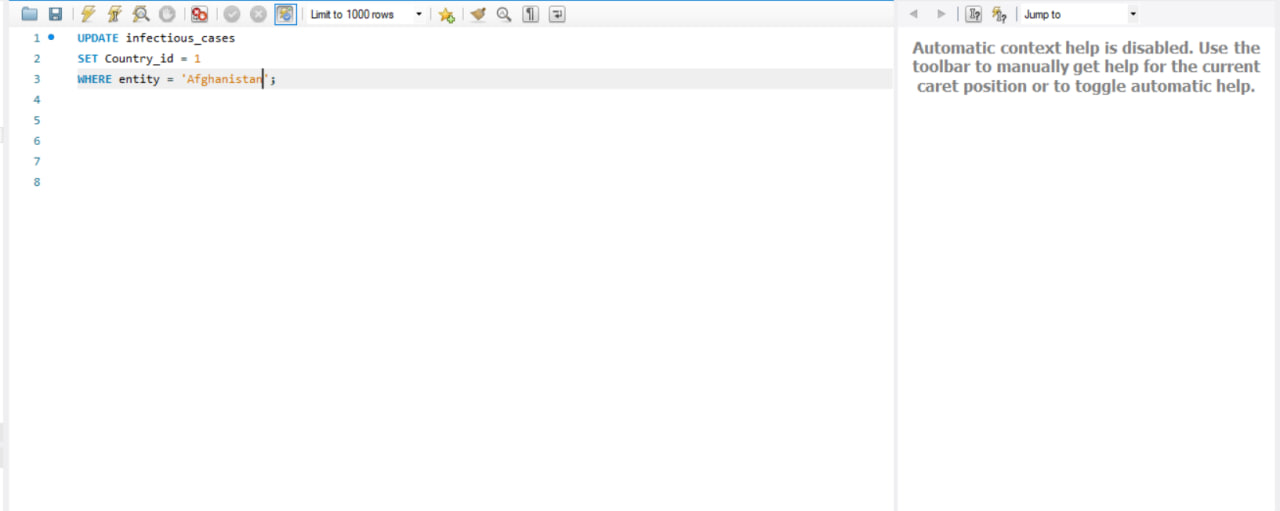 Limit to 1000 rows
Jump to
1 UPDATE infectious_cases
2 SET Country_id = 1
3 WHERE entity = 'Afghanistan';
4
5
6
7
8
Automatic context help is disabled. Use the
toolbar to manually get help for the current
caret position or to toggle automatic help.